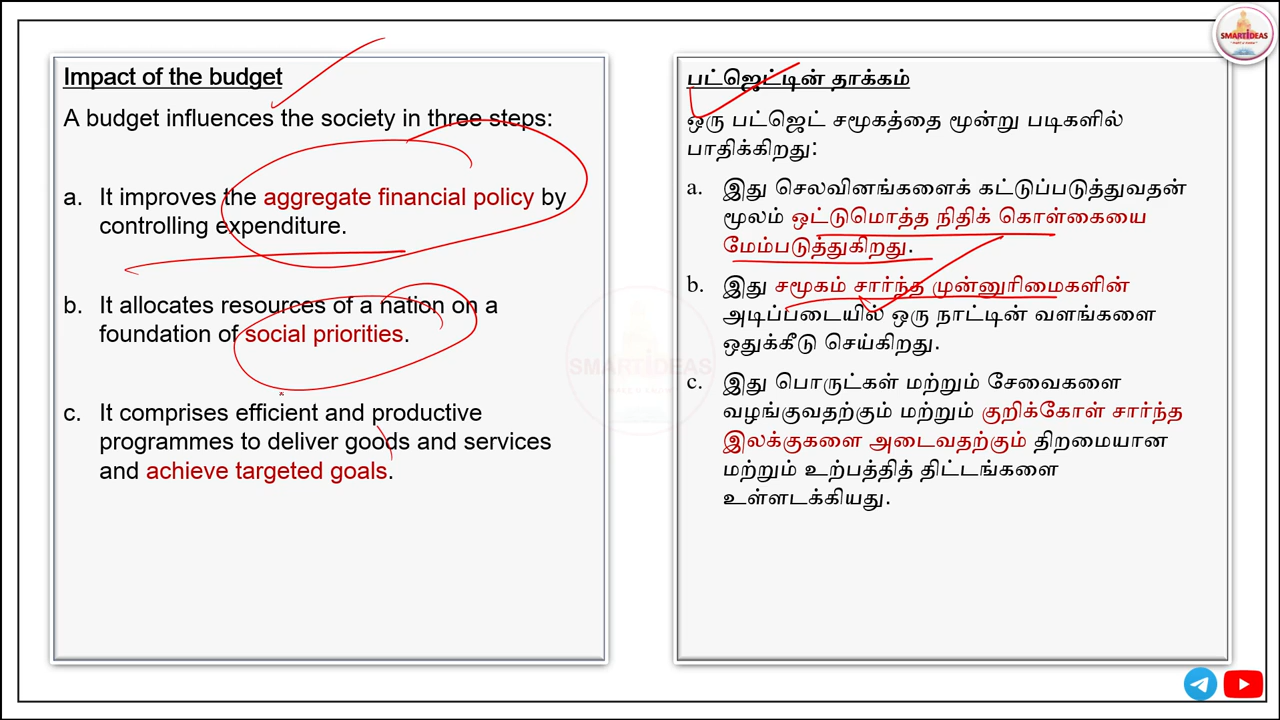 SMARTIDEAS
Impact of the budget
A budget influences the society in three steps:
a. It improves the aggregate financial policy by
controlling expenditure.
b. It allocates resources of a nation on a
foundation of social priorities.
c. It comprises efficient and productive
programmes to deliver goods and services
and achieve targeted goals.
பட்ஜெட்டின் தாக்கம்
ஒரு பட்ஜெட் சமூகத்தை மூன்று படிகளில்
பாதிக்கிறது:
a. இது செலவினங்களைக் கட்டுப்படுத்துவதன்
மூலம் ஒட்டுமொத்த நிதிக் கொள்கையை
மேம்படுத்துகிறது.
b. இது சமூகம் சார்ந்த முன்னுரிமைகளின்
அடிப்படையில் ஒரு நாட்டின் வளங்களை
ஒதுக்கீடு செய்கிறது.
c. இது பொருட்கள் மற்றும் சேவைகளை
வழங்குவதற்கும் மற்றும் குறிக்கோள் சார்ந்த
இலக்குகளை அடைவதற்கும் திறமையான
மற்றும் உற்பத்தித் திட்டங்களை
உள்ளடக்கியது.
SMARTIDEAS